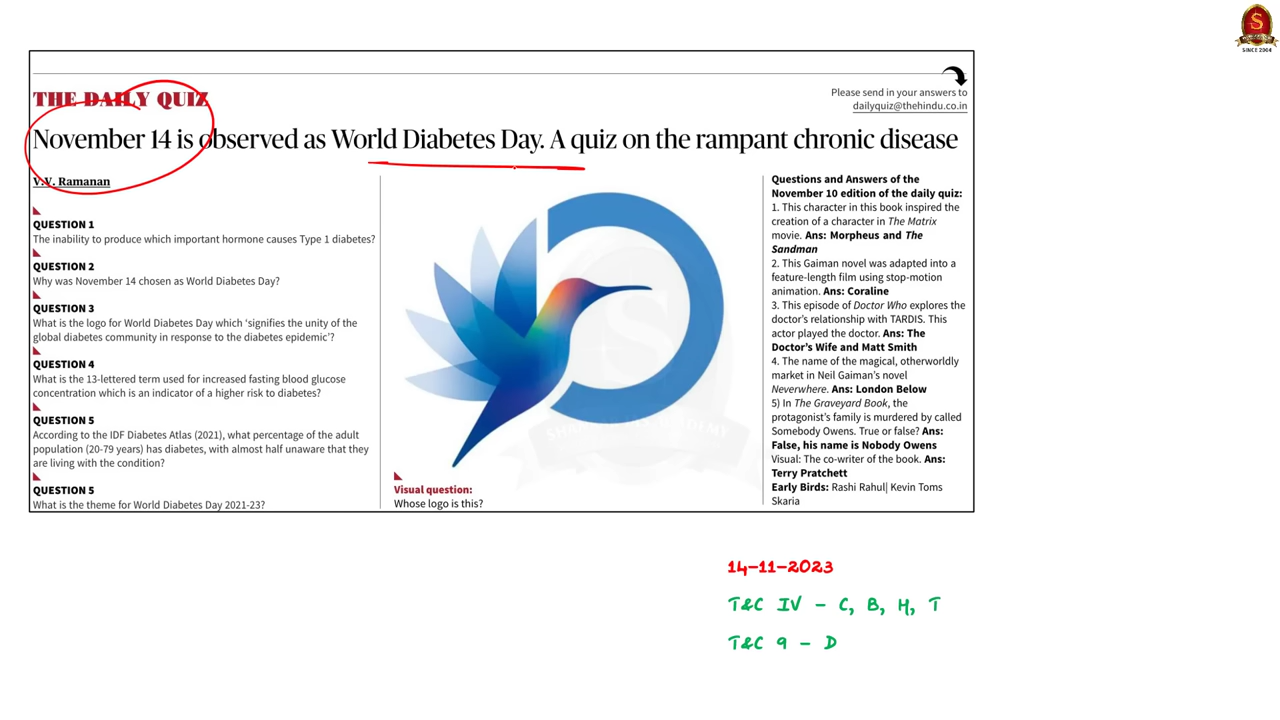 S
SINCE 2004
THE DAILY QUIZ
Please send in your answers to
dailyquiz@thehindu.co.in
November 14 is observed as World Diabetes Day. A quiz on the rampant chronic disease
V.V. Ramanan
QUESTION 1
The inability to produce which important hormone causes Type 1 diabetes?
QUESTION 2
Why was November 14 chosen as World Diabetes Day?
QUESTION 3
What is the logo for World Diabetes Day which ‘signifies the unity of the
global diabetes community in response to the diabetes epidemic’?
QUESTION 4
What is the 13-lettered term used for increased fasting blood glucose
concentration which is an indicator of a higher risk to diabetes?
QUESTION 5
According to the IDF Diabetes Atlas (2021), what percentage of the adult
population (20-79 years) has diabetes, with almost half unaware that they
are living with the condition?
QUESTION 5
What is the theme for World Diabetes Day 2021-23?
Visual question:
Whose logo is this?
Questions and Answers of the
November 10 edition of the daily quiz:
1. This character in this book inspired the
creation of a character in The Matrix
movie. Ans: Morpheus and The
Sandman
2. This Gaiman novel was adapted into a
feature-length film using stop-motion
animation. Ans: Coraline
3. This episode of Doctor Who explores the
doctor’s relationship with TARDIS. This
actor played the doctor. Ans: The
Doctor’s Wife and Matt Smith
4. The name of the magical, otherworldly
market in Neil Gaiman’s novel
Neverwhere. Ans: London Below
5) In The Graveyard Book, the
protagonist’s family is murdered by called
Somebody Owens. True or false? Ans:
False, his name is Nobody Owens
Visual: The co-writer of the book. Ans:
Terry Pratchett
Early Birds: Rashi Rahul| Kevin Toms
Skaria
14-11-2023
T&C IV - C, B, H, T
T&C 9 - D